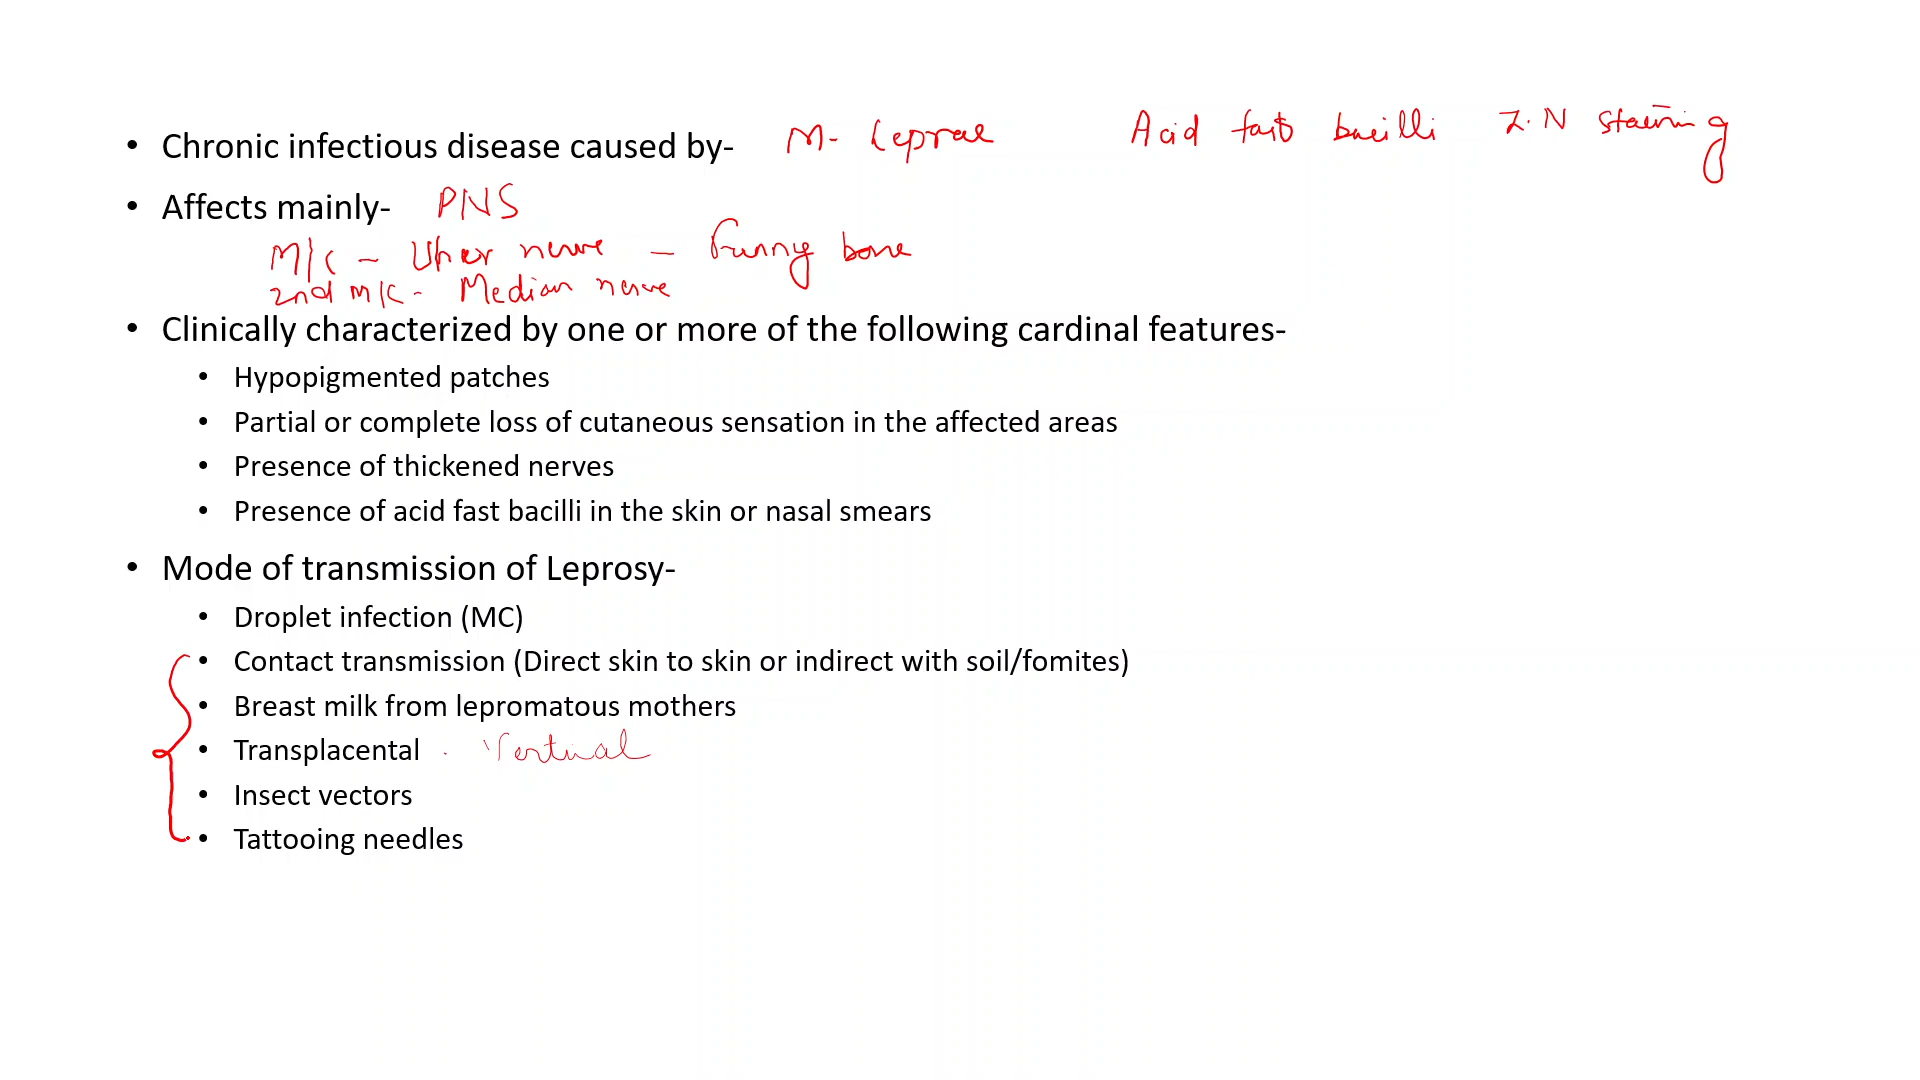 • Chronic infectious disease caused by- M. Leprae Acid fast bacilli Z.N staining
• Affects mainly- PNS
M/C - Ulnar nerve - Funny bone
2nd M/C - Median nerve
• Clinically characterized by one or more of the following cardinal features-
• Hypopigmented patches
• Partial or complete loss of cutaneous sensation in the affected areas
• Presence of thickened nerves
• Presence of acid fast bacilli in the skin or nasal smears
• Mode of transmission of Leprosy-
• Droplet infection (MC)
• Contact transmission (Direct skin to skin or indirect with soil/fomites)
• Breast milk from lepromatous mothers
• Transplacental . Vertical
• Insect vectors
• Tattooing needles